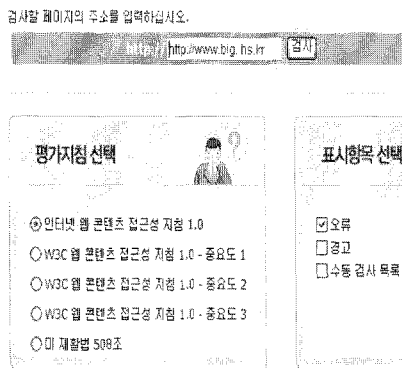 검사할 페이지의 주소를 입력하십시오.
http://www.big.hs.kr 검사
평가지침 선택
인터넷 웹 콘텐츠 접근성 지침 1.0
W3C 웹 콘텐츠 접근성 지침 1.0 - 중요도 1
W3C 웹 콘텐츠 접근성 지침 1.0 - 중요도 2
W3C 웹 콘텐츠 접근성 지침 1.0 - 중요도 3
미 재활법 508조
표시항목 선택
오류
경고
수동 검사 목록